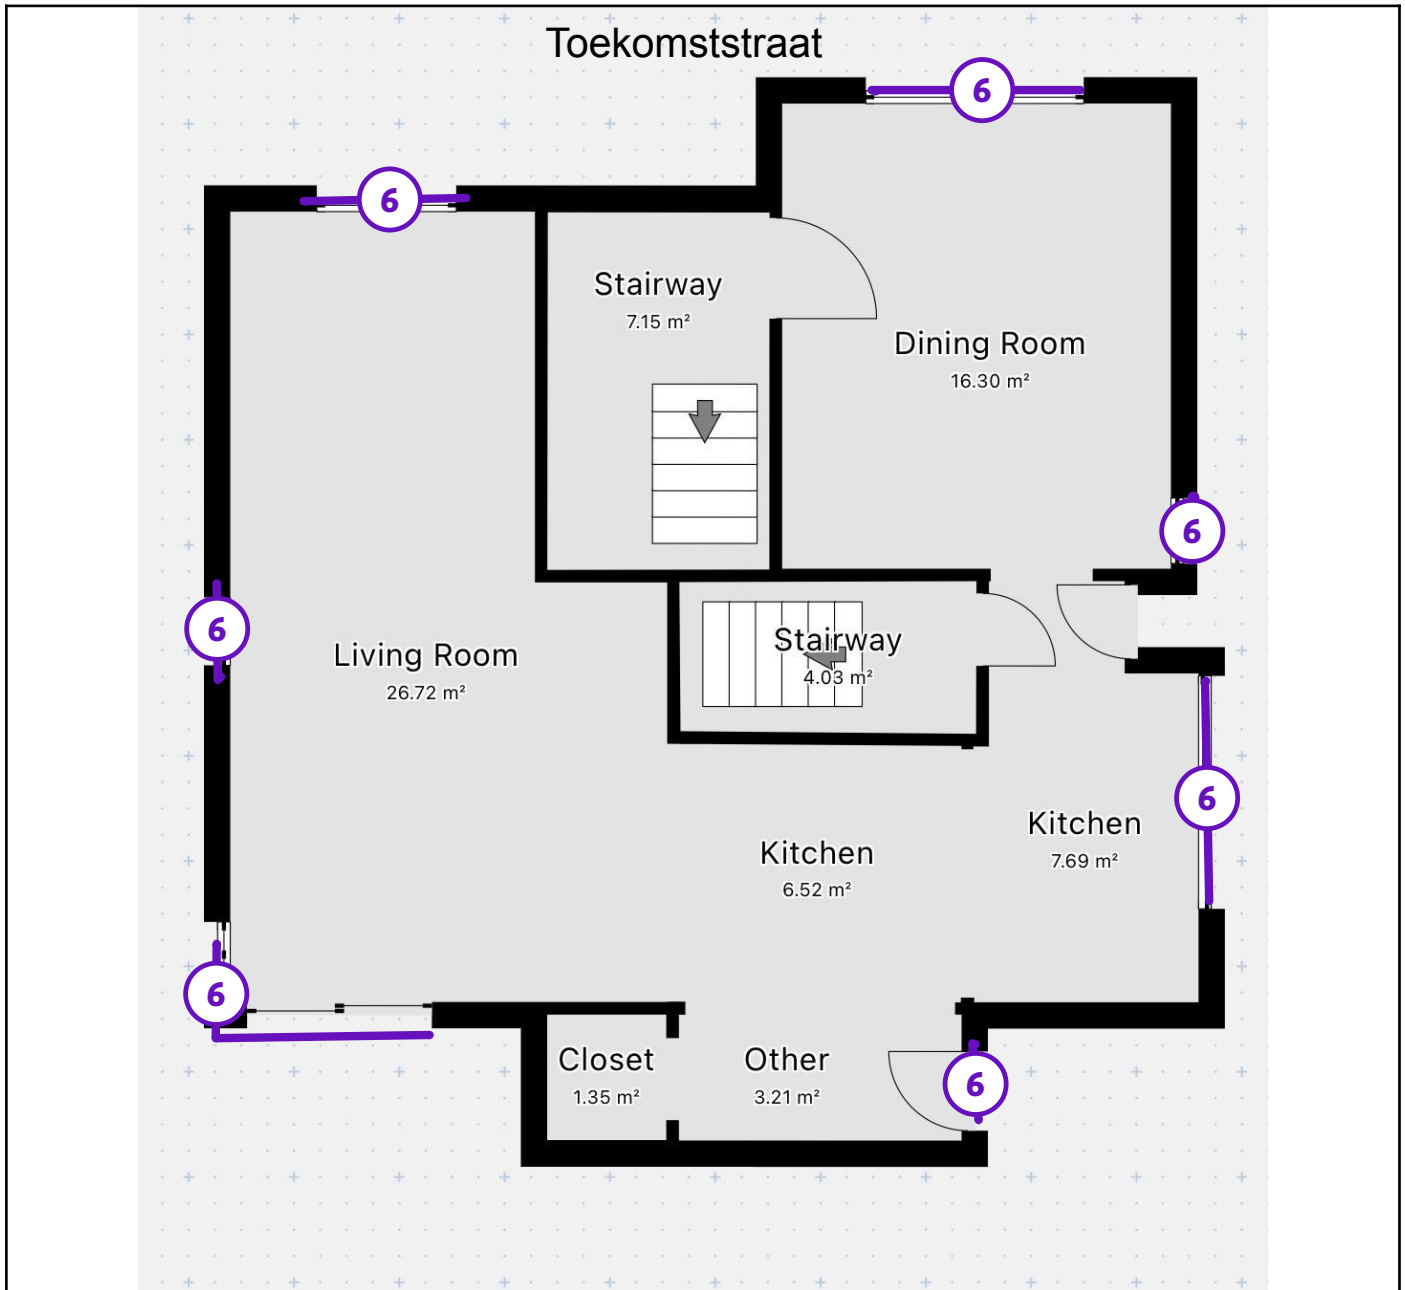 Toekomststraat
6
6
Stairway
7.15 m²
Dining Room
16.30 m²
6
6
Stairway
4.03 m²
Living Room
26.72 m²
6
Kitchen
7.69 m²
Kitchen
6.52 m²
6
Closet
1.35 m²
Other
3.21 m²
6